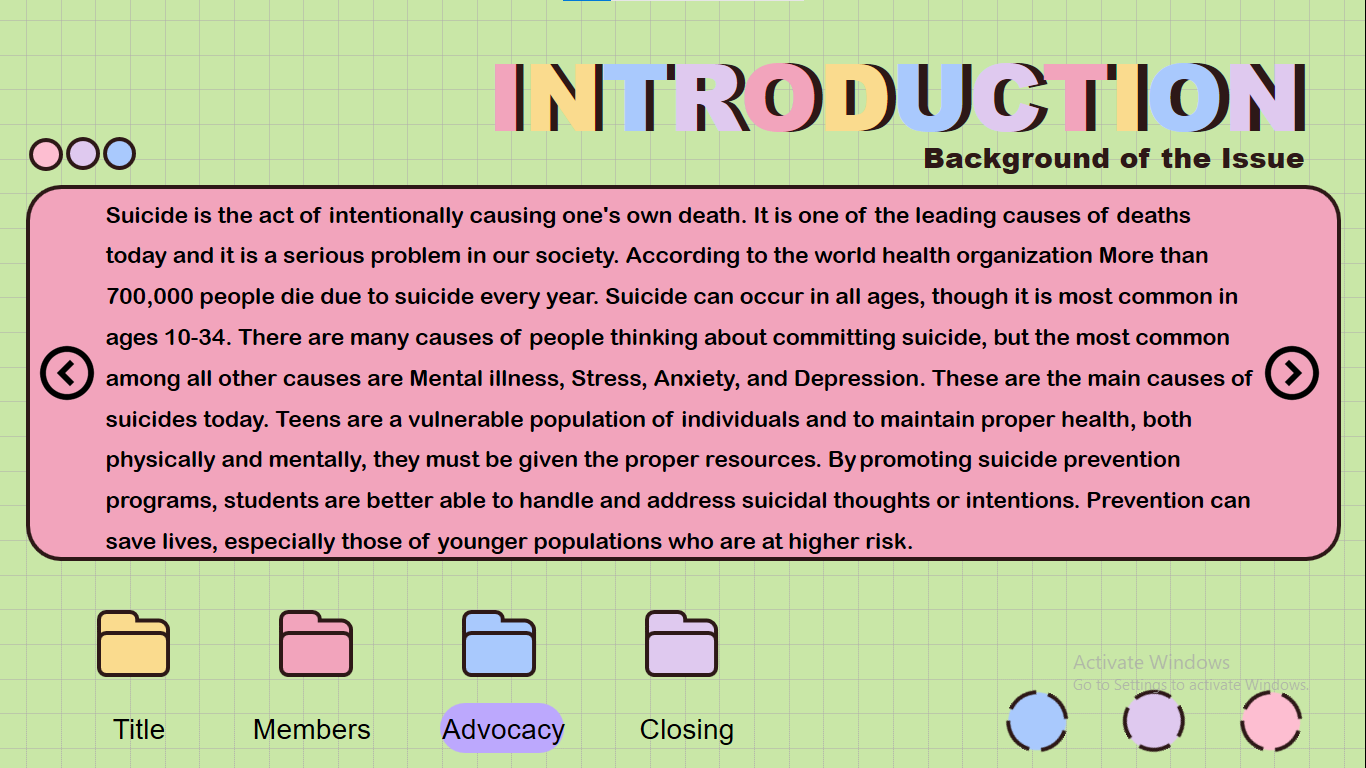 INTRODUCTION
Background of the Issue
Suicide is the act of intentionally causing one's own death. It is one of the leading causes of deaths
today and it is a serious problem in our society. According to the world health organization More than
700,000 people die due to suicide every year. Suicide can occur in all ages, though it is most common in
ages 10-34. There are many causes of people thinking about committing suicide, but the most common
among all other causes are Mental illness, Stress, Anxiety, and Depression. These are the main causes of
suicides today. Teens are a vulnerable population of individuals and to maintain proper health, both
physically and mentally, they must be given the proper resources. By promoting suicide prevention
programs, students are better able to handle and address suicidal thoughts or intentions. Prevention can
save lives, especially those of younger populations who are at higher risk.
Activate Windows
Go to Settings to activate Windows.
Title
Members
Advocacy
Closing